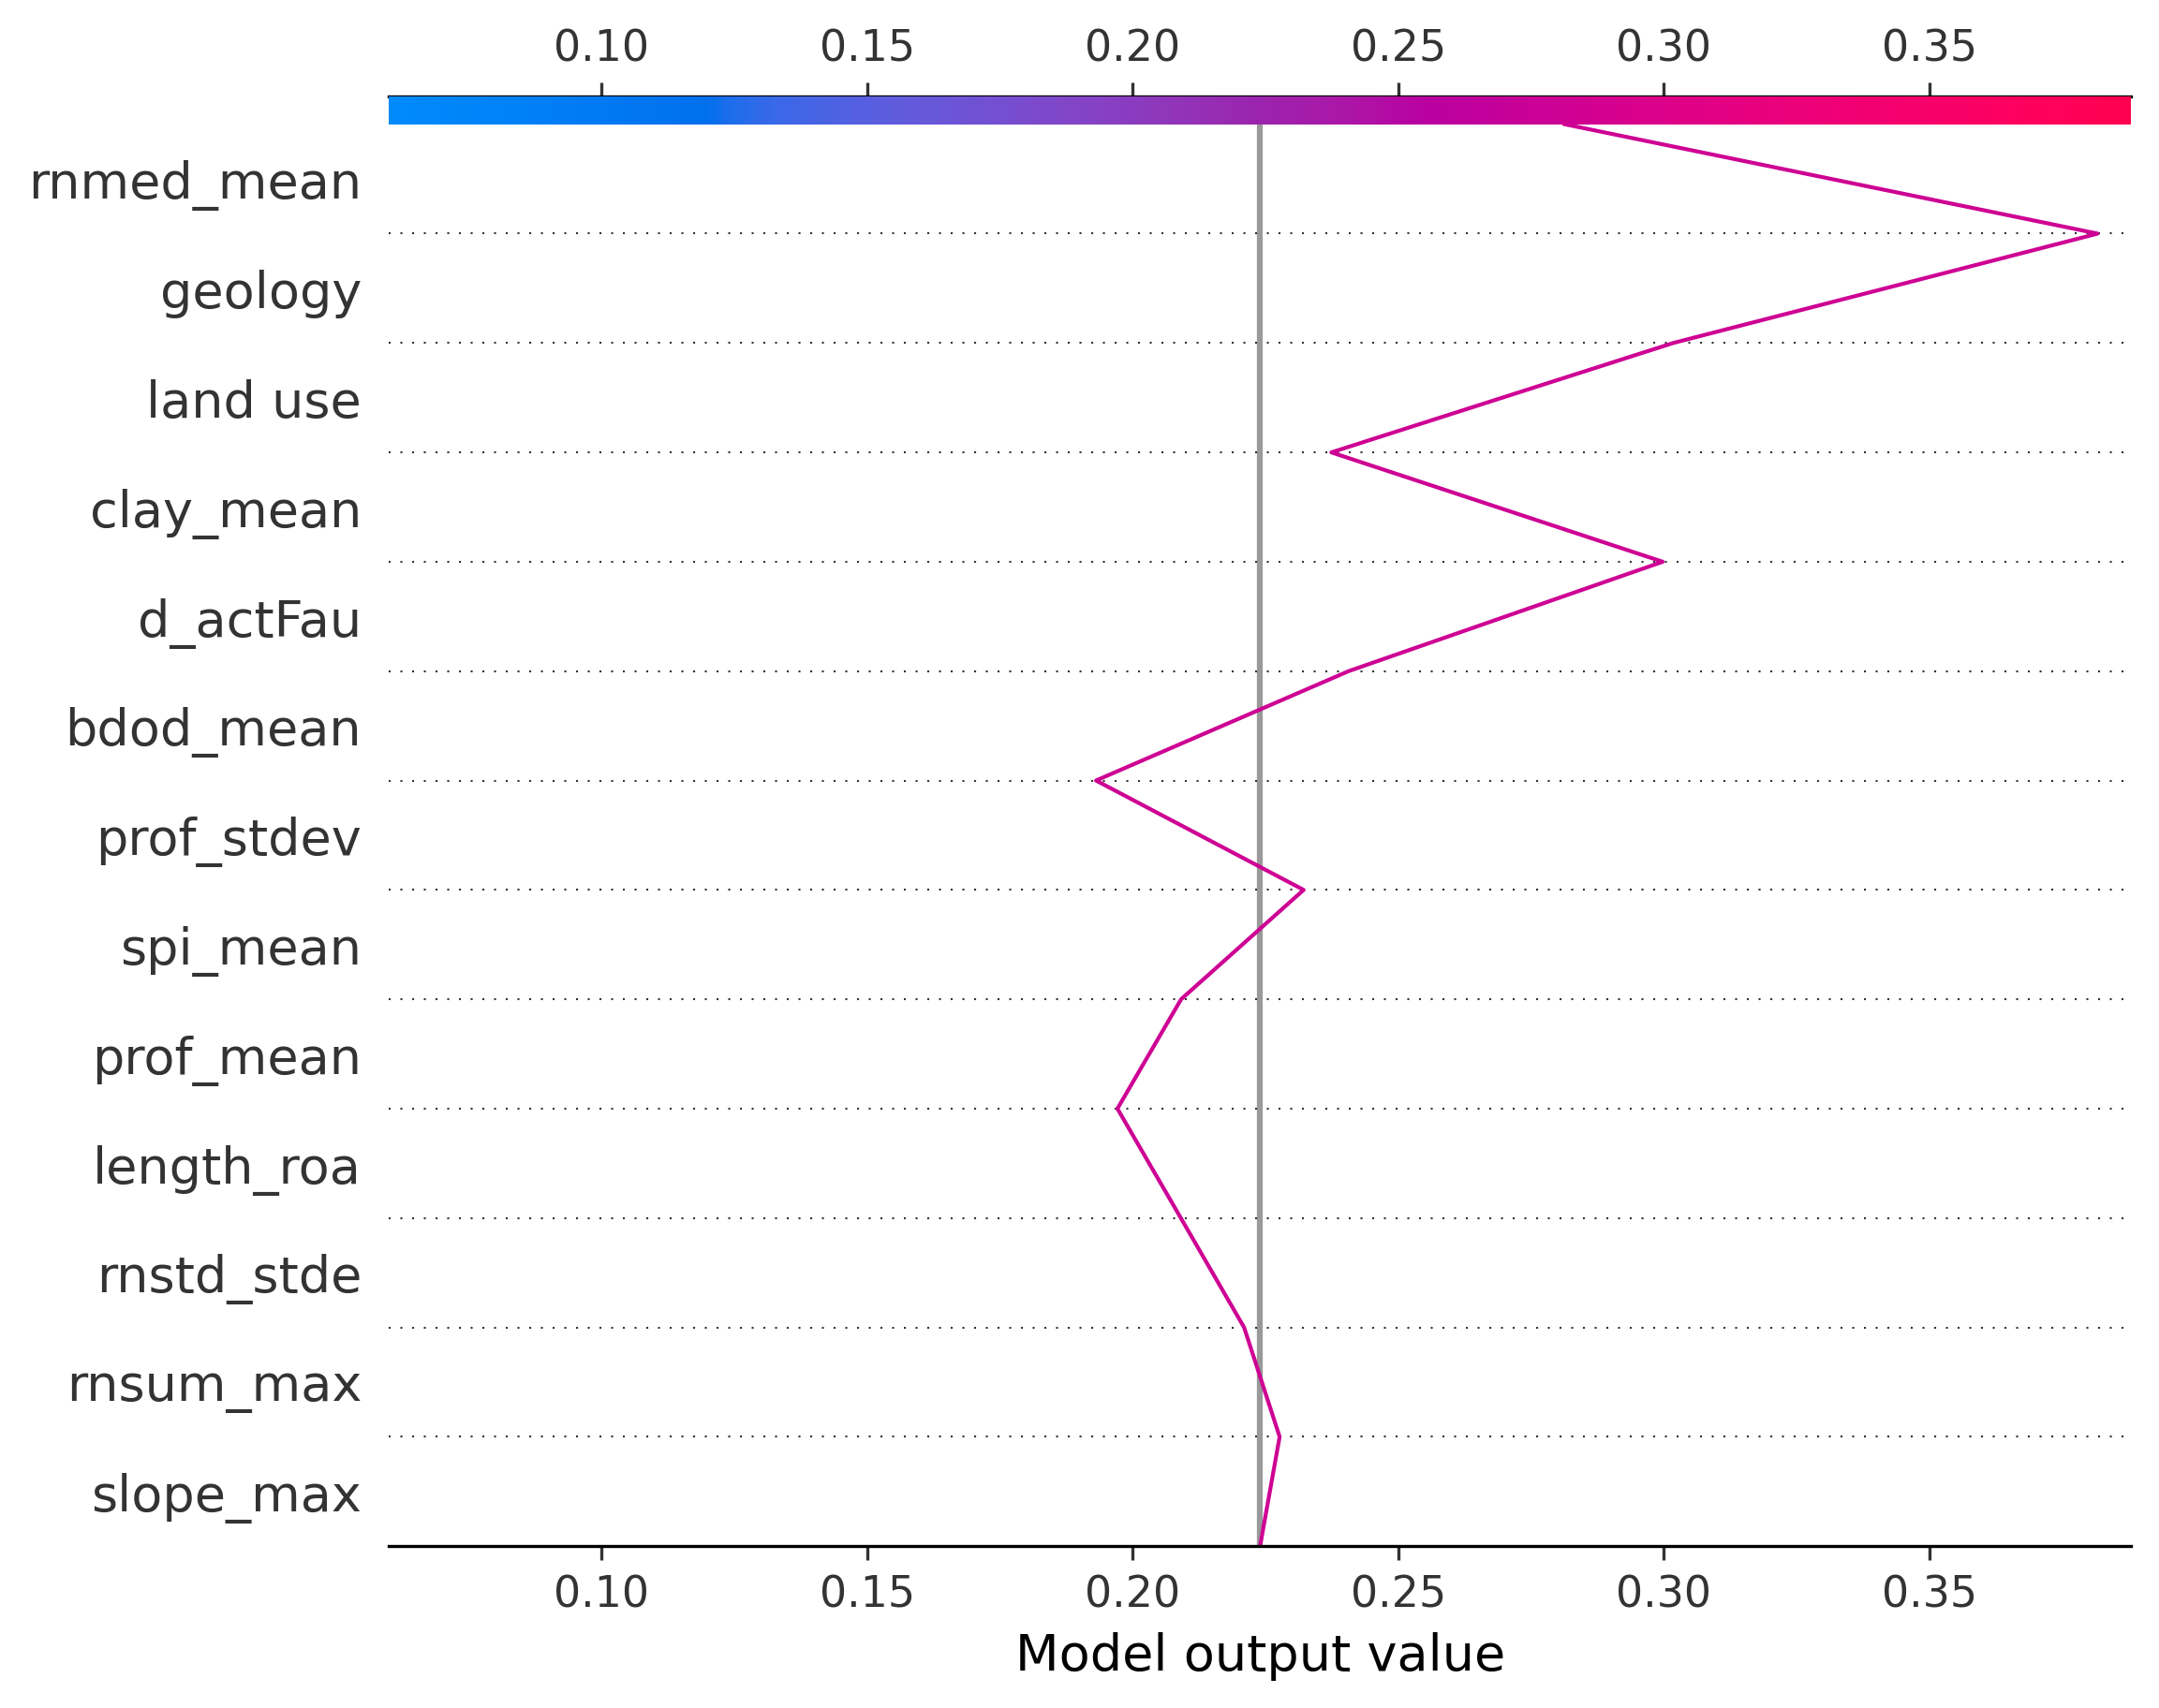 0.10 0.15 0.20 0.25 0.30 0.35
rnmed_mean
geology
land use
clay_mean
d_actFau
bdod_mean
prof_stdev
spi_mean
prof_mean
length_roa
rnstd_stde
rnsum_max
slope_max
0.10 0.15 0.20 0.25 0.30 0.35
Model output value